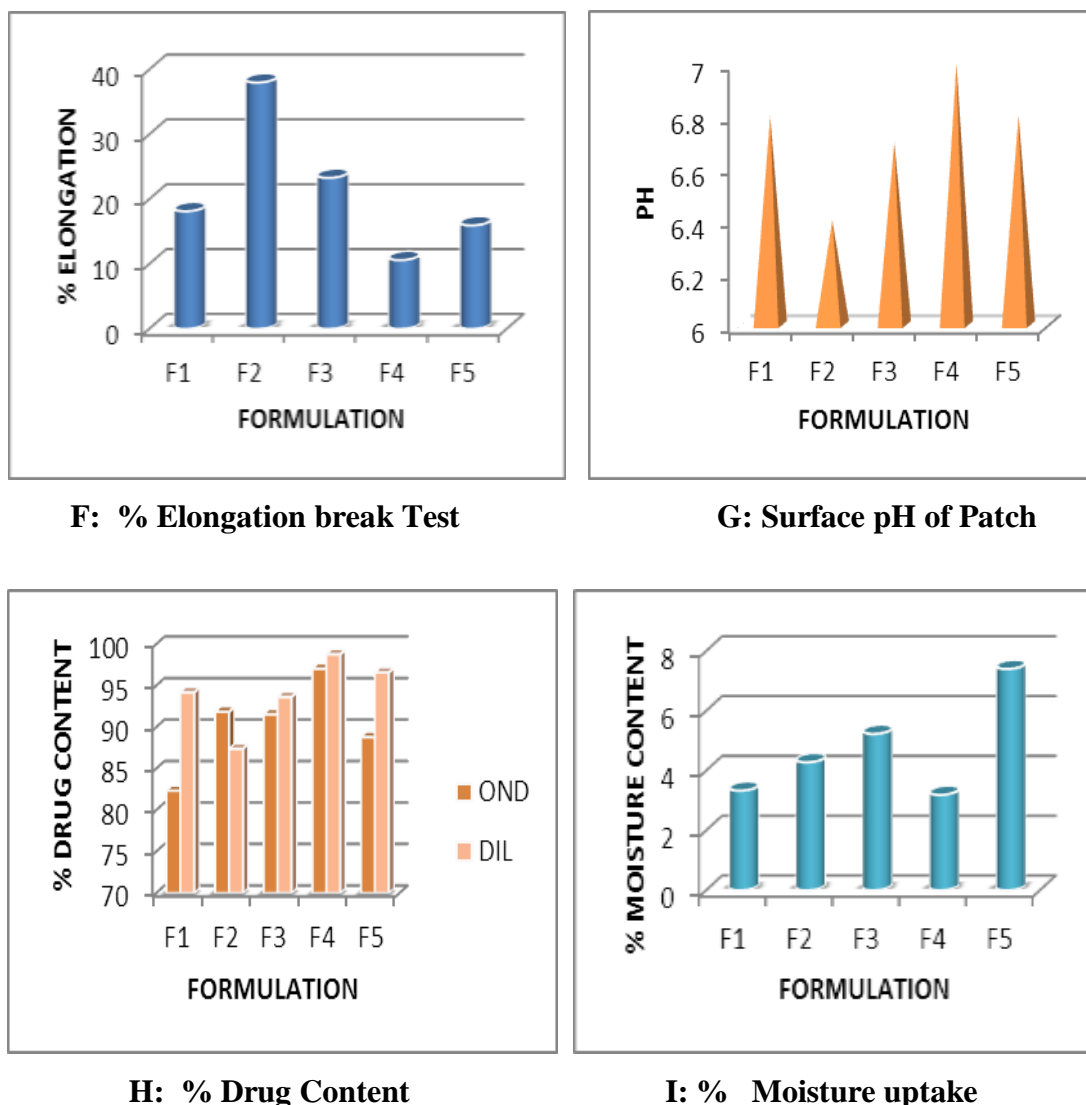 % ELONGATION
40
30
20
10
0
F1 F2 F3 F4 F5
FORMULATION
F: % Elongation break Test
PH
7
6.8
6.6
6.4
6.2
6
F1 F2 F3 F4 F5
FORMULATION
G: Surface pH of Patch
% DRUG CONTENT
100
95
90
85
80
75
70
F1 F2 F3 F4 F5
FORMULATION
OND
DIL
H: % Drug Content
% MOISTURE CONTENT
8
6
4
2
0
F1 F2 F3 F4 F5
FORMULATION
I: % Moisture uptake